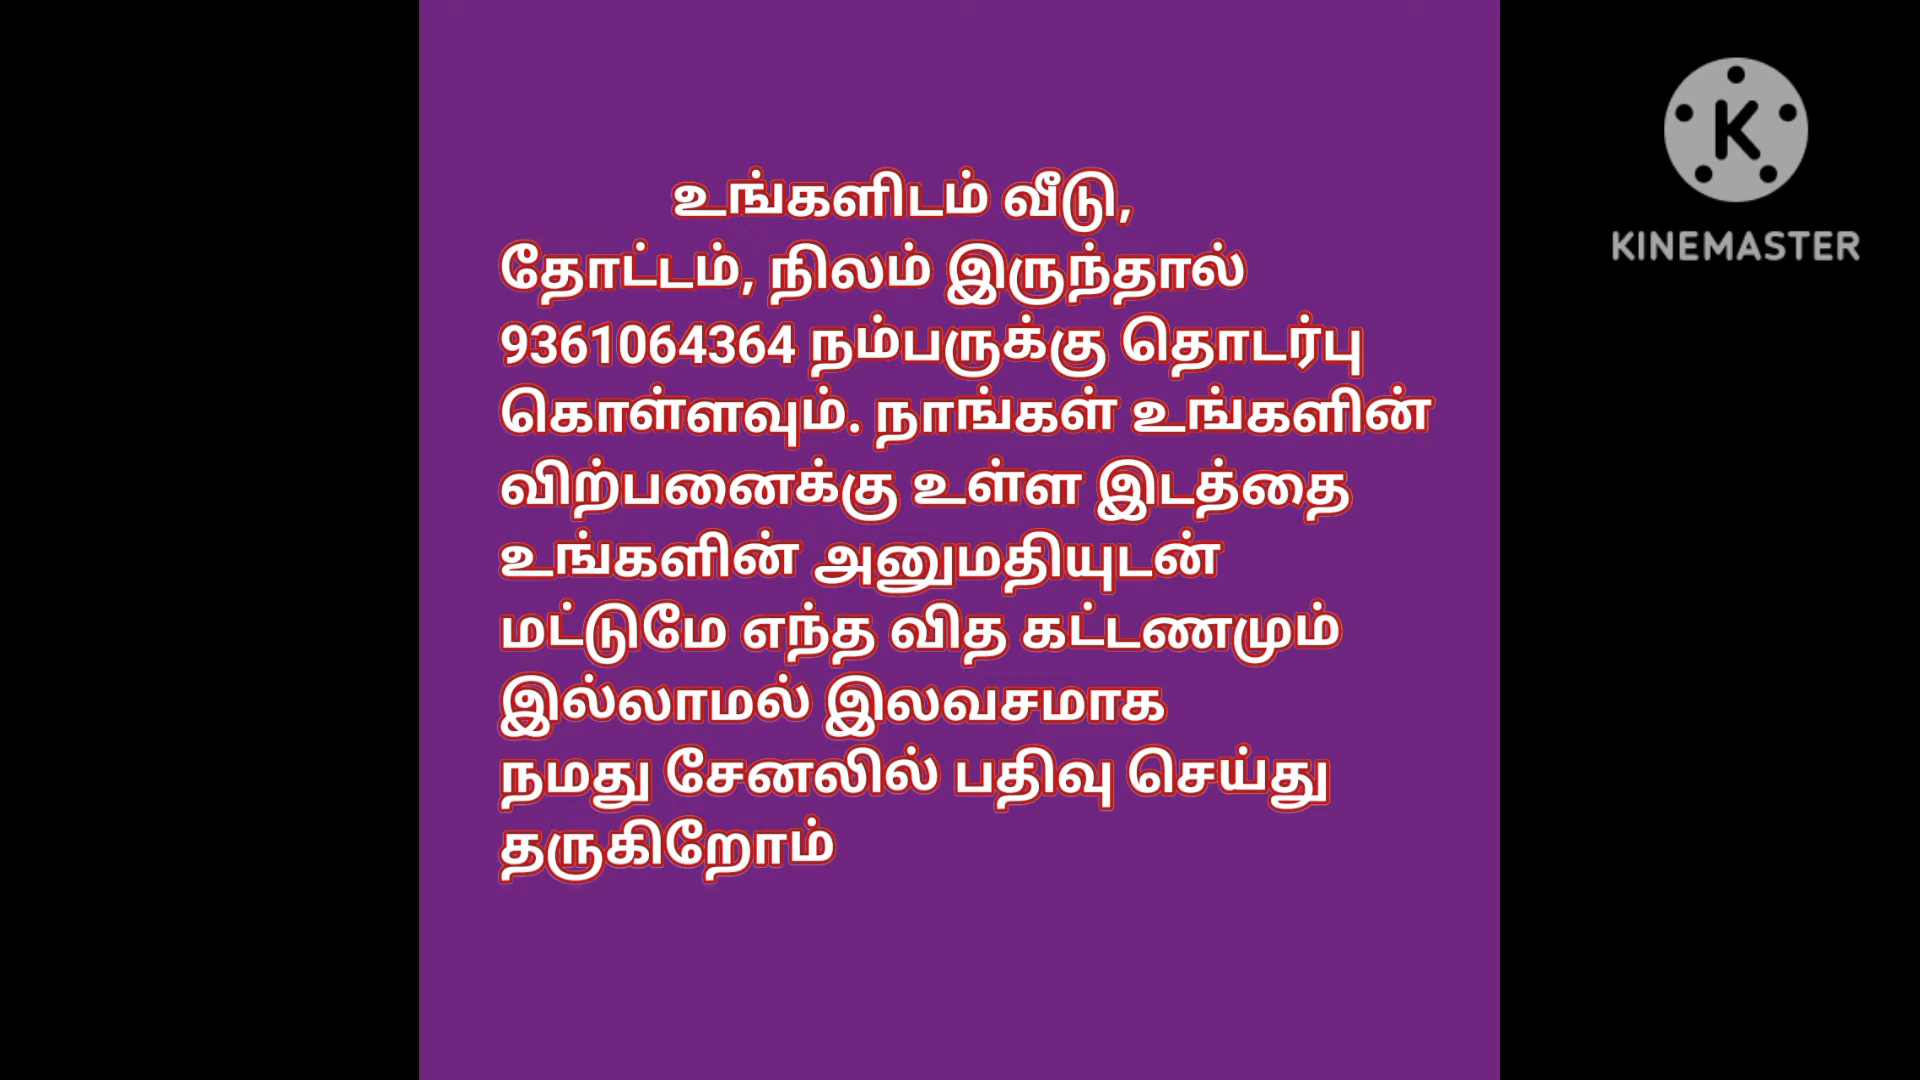 உங்களிடம் வீடு,
தோட்டம், நிலம் இருந்தால்
9361064364 நம்பருக்கு தொடர்பு
கொள்ளவும். நாங்கள் உங்களின்
விற்பனைக்கு உள்ள இடத்தை
உங்களின் அனுமதியுடன்
மட்டுமே எந்த வித கட்டணமும்
இல்லாமல் இலவசமாக
நமது சேனலில் பதிவு செய்து
தருகிறோம்
K
KINEMASTER